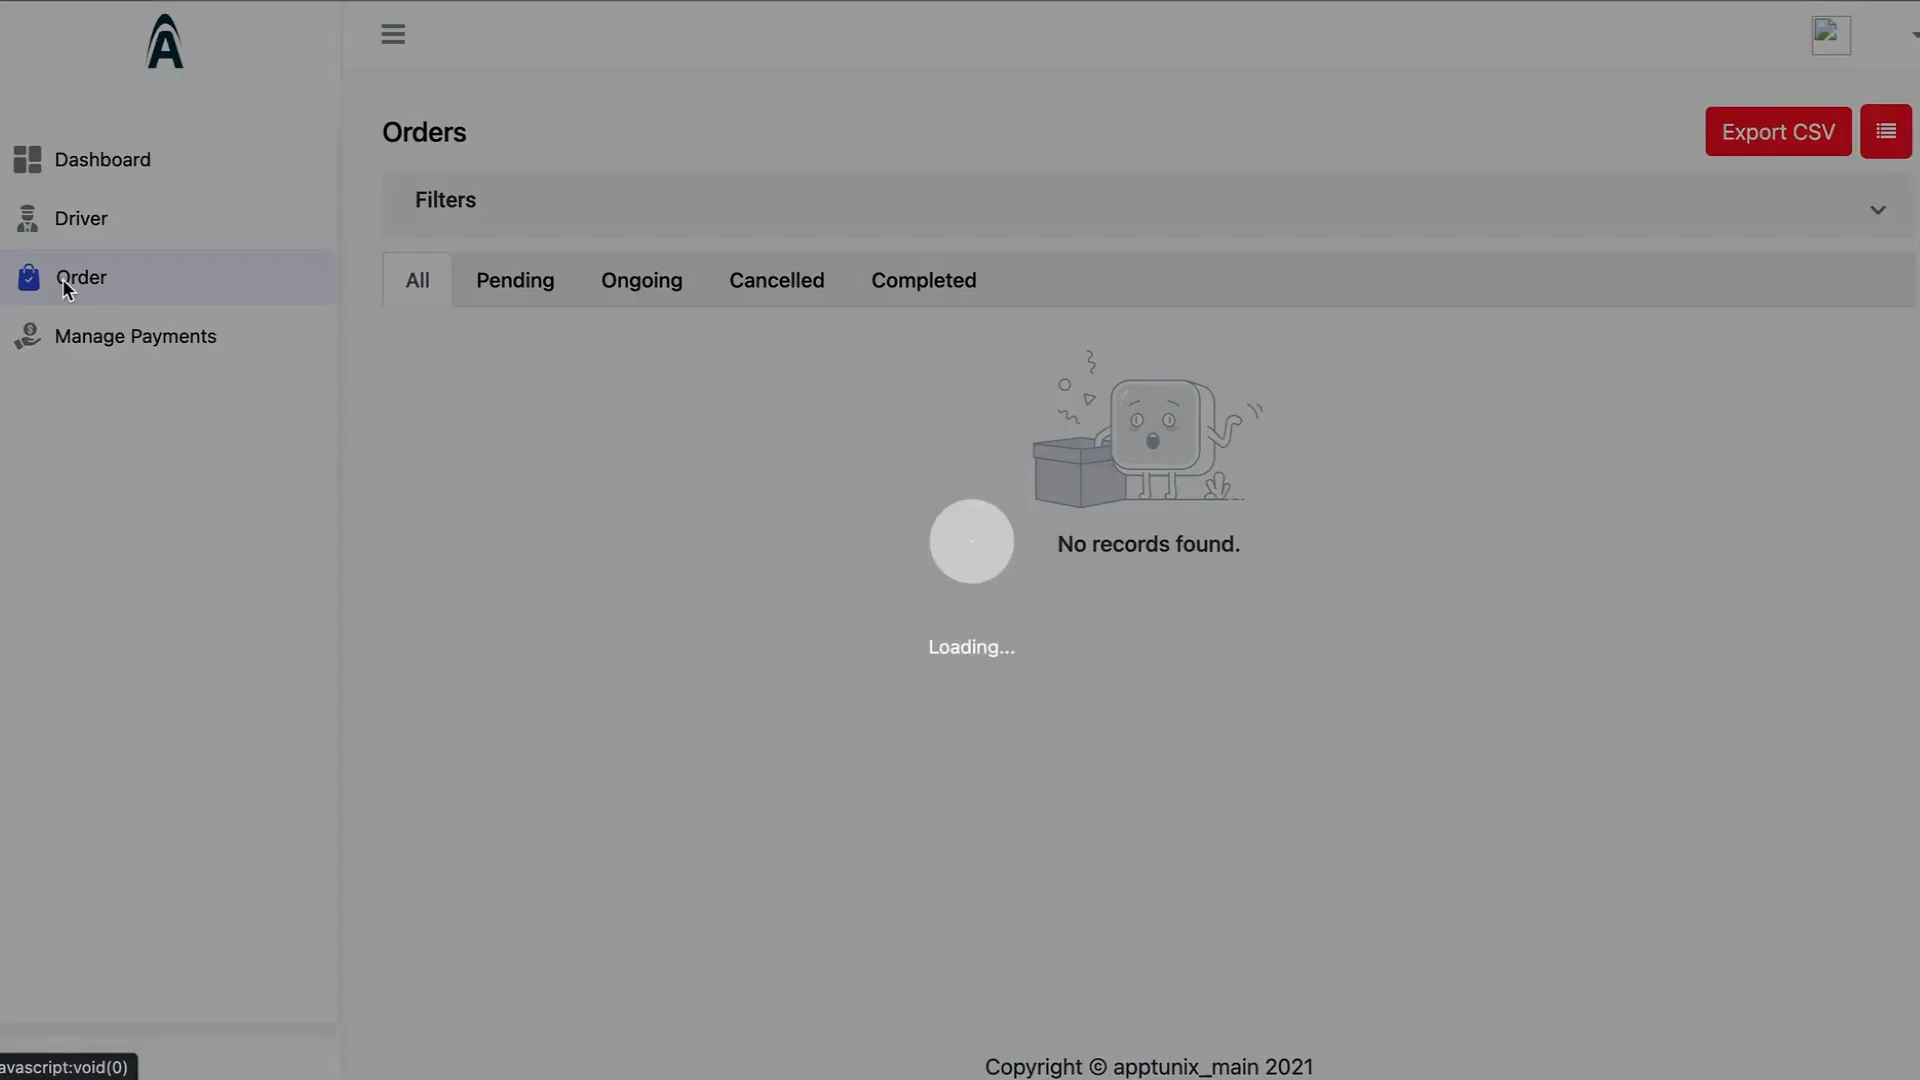 A
Dashboard
Driver
Order
Manage Payments
Orders
Export CSV
Filters
All Pending Ongoing Cancelled Completed
No records found.
Loading...
avascript:void(0)
Copyright © apptunix_main 2021